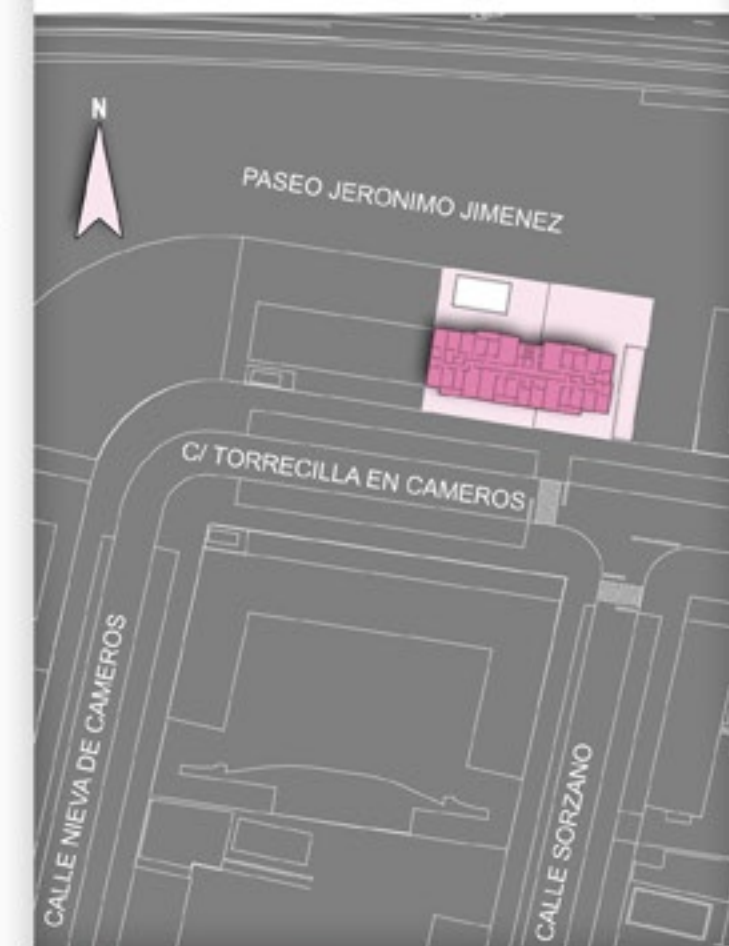 N
PASEO JERONIMO JIMENEZ
C/ TORRECILLA EN CAMEROS
CALLE NIEVA DE CAMEROS
CALLE SORZANO